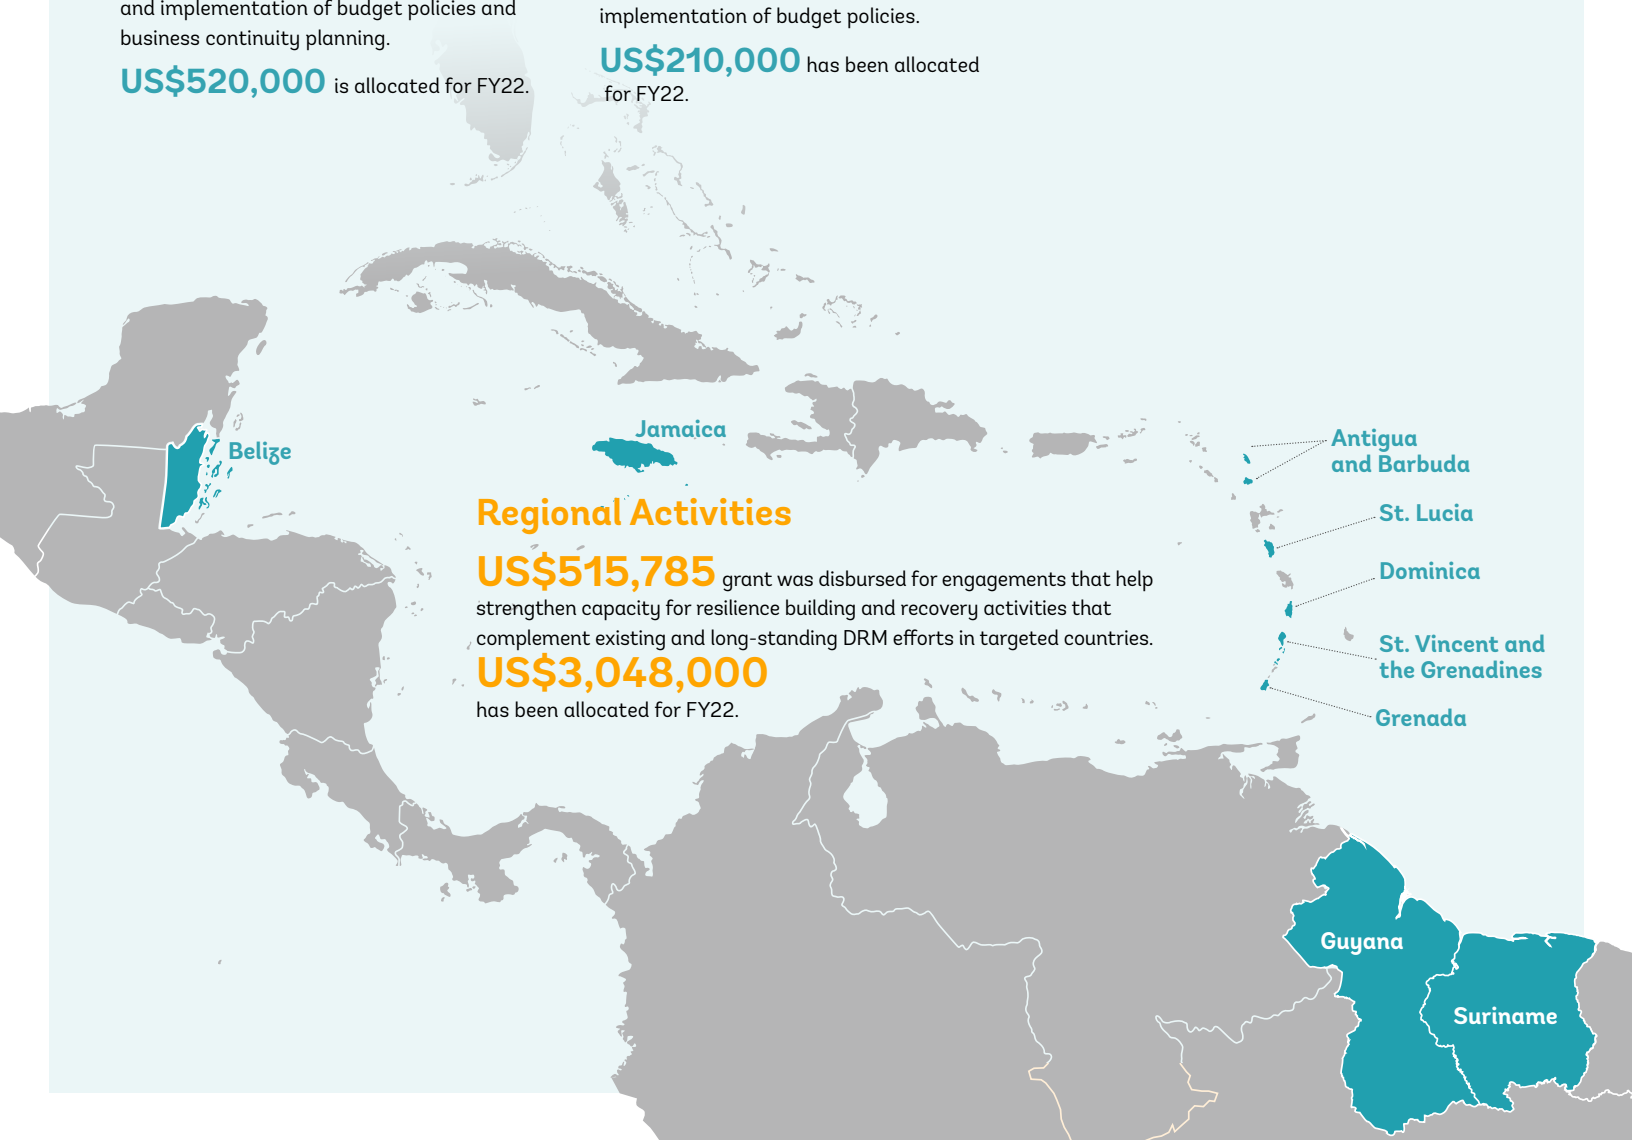 and implementation of budget policies and
business continuity planning.
US$520,000 is allocated for FY22.
implementation of budget policies.
US$210,000 has been allocated
for FY22.
Belize
Jamaica
Regional Activities
US$515,785 grant was disbursed for engagements that help
strengthen capacity for resilience building and recovery activities that
complement existing and long-standing DRM efforts in targeted countries.
US$3,048,000
has been allocated for FY22.
Antigua
and Barbuda
St. Lucia
Dominica
St. Vincent and
the Grenadines
Grenada
Guyana
Suriname